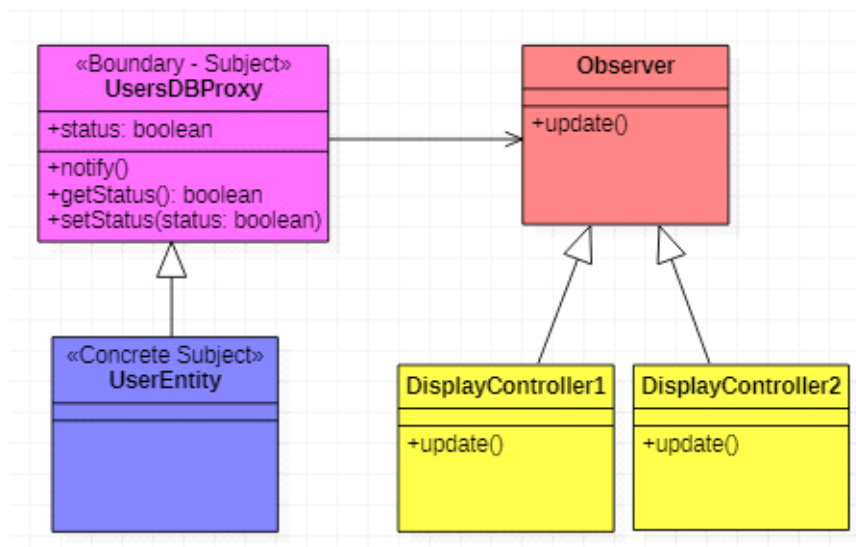 «Boundary - Subject»
UsersDBProxy
+status: boolean
+notify()
+getStatus(): boolean
+setStatus(status: boolean)
Observer
+update()
«Concrete Subject»
UserEntity
DisplayController1
+update()
DisplayController2
+update()